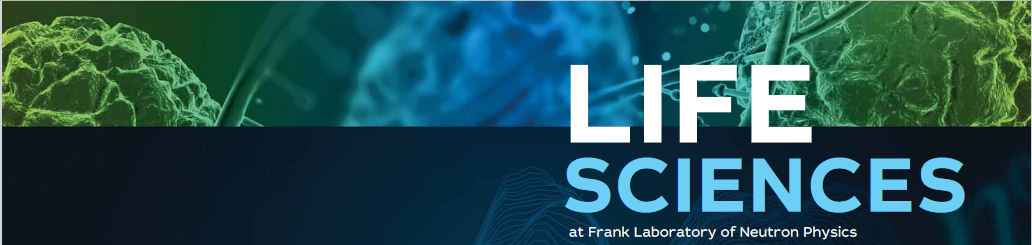 LIFE
SCIENCES
at Frank Laboratory of Neutron Physics